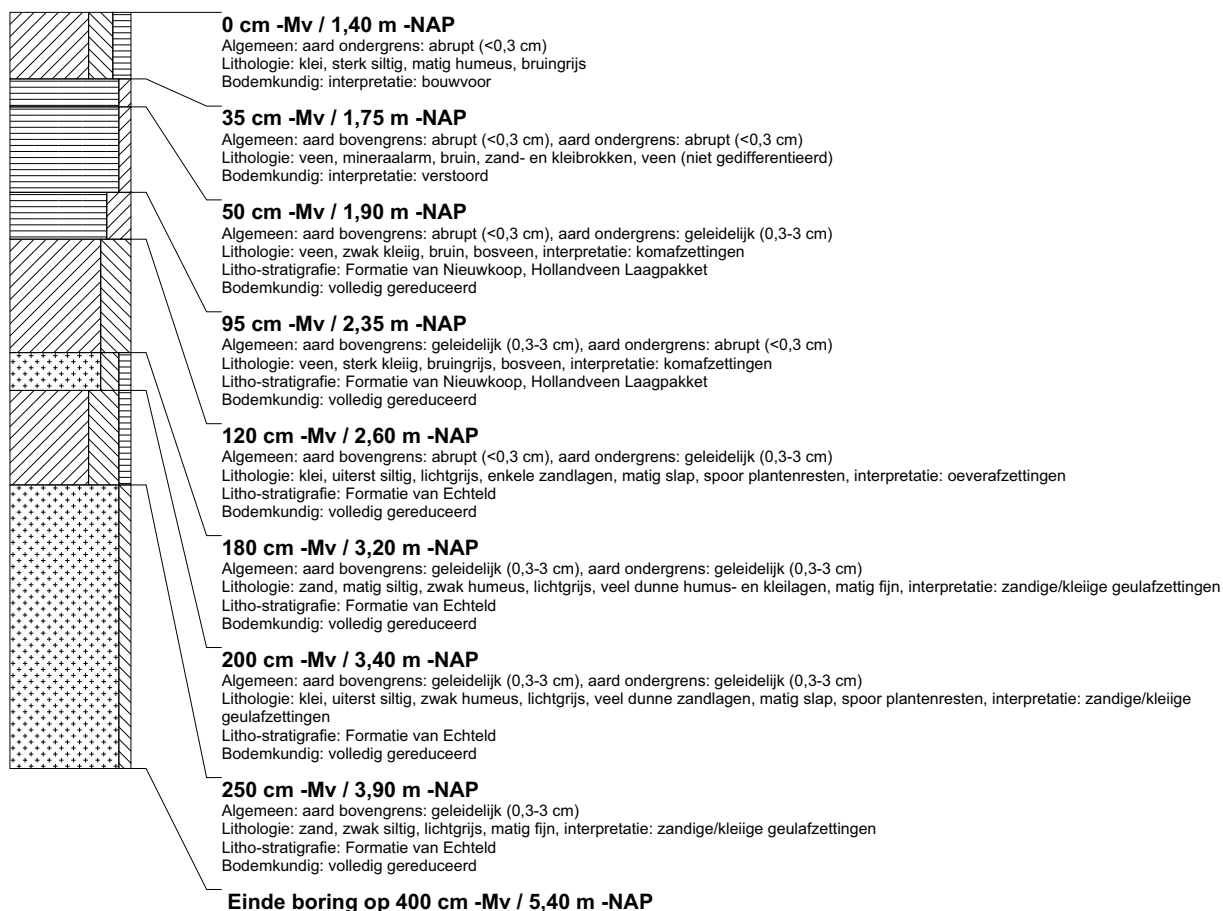 0 cm -Mv / 1,40 m -NAP
Algemeen: aard ondergrens: abrupt (<0,3 cm)
Lithologie: klei, sterk siltig, matig humeus, bruingrijs
Bodemkundig: interpretatie: bouwvoor
35 cm -Mv / 1,75 m -NAP
Algemeen: aard bovengrens: abrupt (<0,3 cm), aard ondergrens: abrupt (<0,3 cm)
Lithologie: veen, mineraalarm, bruin, zand- en kleibrokken, veen (niet gedifferentieerd)
Bodemkundig: interpretatie: verstoord
50 cm -Mv / 1,90 m -NAP
Algemeen: aard bovengrens: abrupt (<0,3 cm), aard ondergrens: geleidelijk (0,3-3 cm)
Lithologie: veen, zwak kleiig, bruin, bosveen, interpretatie: komafzettingen
Litho-stratigrafie: Formatie van Nieuwkoop, Hollandveen Laagpakket
Bodemkundig: volledig gereduceerd
95 cm -Mv / 2,35 m -NAP
Algemeen: aard bovengrens: geleidelijk (0,3-3 cm), aard ondergrens: abrupt (<0,3 cm)
Lithologie: veen, sterk kleiig, bruingrijs, bosveen, interpretatie: komafzettingen
Litho-stratigrafie: Formatie van Nieuwkoop, Hollandveen Laagpakket
Bodemkundig: volledig gereduceerd
120 cm -Mv / 2,60 m -NAP
Algemeen: aard bovengrens: abrupt (<0,3 cm), aard ondergrens: geleidelijk (0,3-3 cm)
Lithologie: klei, uiterst siltig, lichtgrijs, enkele zandlagen, matig slap, spoor plantenresten, interpretatie: oeverafzettingen
Litho-stratigrafie: Formatie van Echteld
Bodemkundig: volledig gereduceerd
180 cm -Mv / 3,20 m -NAP
Algemeen: aard bovengrens: geleidelijk (0,3-3 cm), aard ondergrens: geleidelijk (0,3-3 cm)
Lithologie: zand, matig siltig, zwak humeus, lichtgrijs, veel dunne humus- en kleilagen, matig fijn, interpretatie: zandige/kleiige geulafzettingen
Litho-stratigrafie: Formatie van Echteld
Bodemkundig: volledig gereduceerd
200 cm -Mv / 3,40 m -NAP
Algemeen: aard bovengrens: geleidelijk (0,3-3 cm), aard ondergrens: geleidelijk (0,3-3 cm)
Lithologie: klei, uiterst siltig, zwak humeus, lichtgrijs, veel dunne zandlagen, matig slap, spoor plantenresten, interpretatie: zandige/kleiige
geulafzettingen
Litho-stratigrafie: Formatie van Echteld
Bodemkundig: volledig gereduceerd
250 cm -Mv / 3,90 m -NAP
Algemeen: aard bovengrens: geleidelijk (0,3-3 cm)
Lithologie: zand, zwak siltig, lichtgrijs, matig fijn, interpretatie: zandige/kleiige geulafzettingen
Litho-stratigrafie: Formatie van Echteld
Bodemkundig: volledig gereduceerd
Einde boring op 400 cm -Mv / 5,40 m -NAP